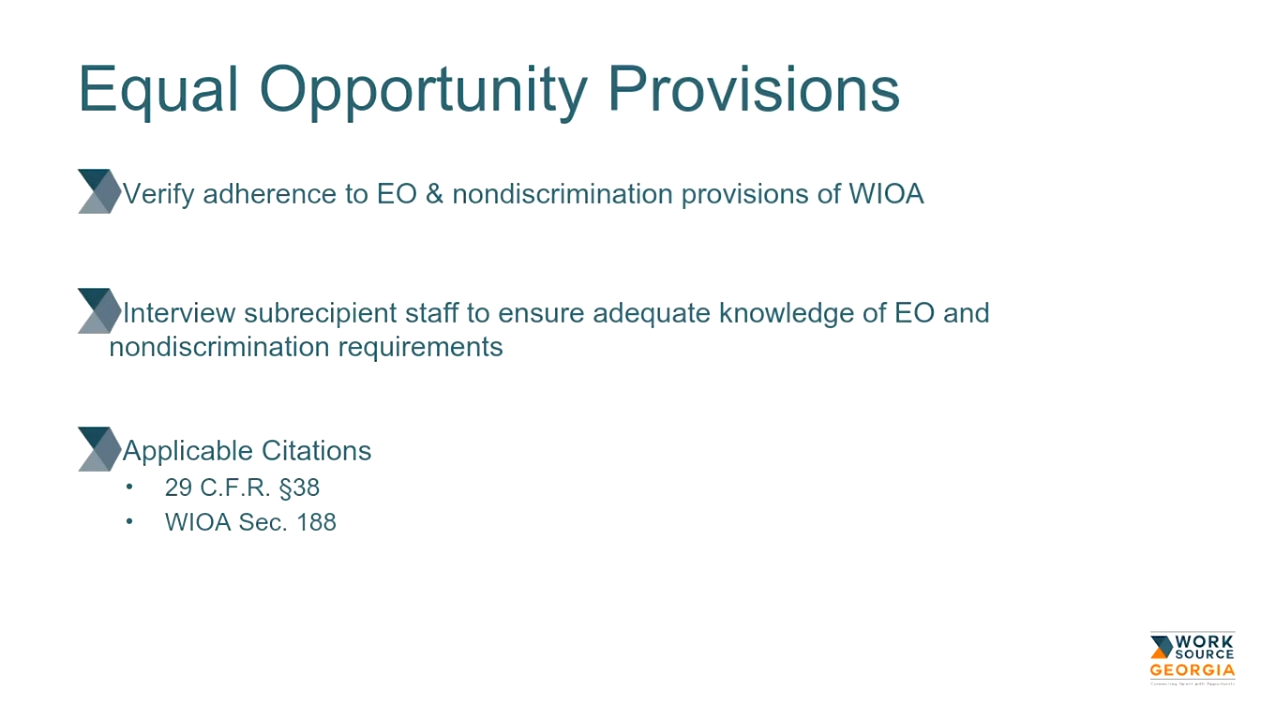 Equal Opportunity Provisions
Verify adherence to EO & nondiscrimination provisions of WIOA
Interview subrecipient staff to ensure adequate knowledge of EO and
nondiscrimination requirements
Applicable Citations
• 29 C.F.R. §38
• WIOA Sec. 188
WORK
SOURCE
GEORGIA